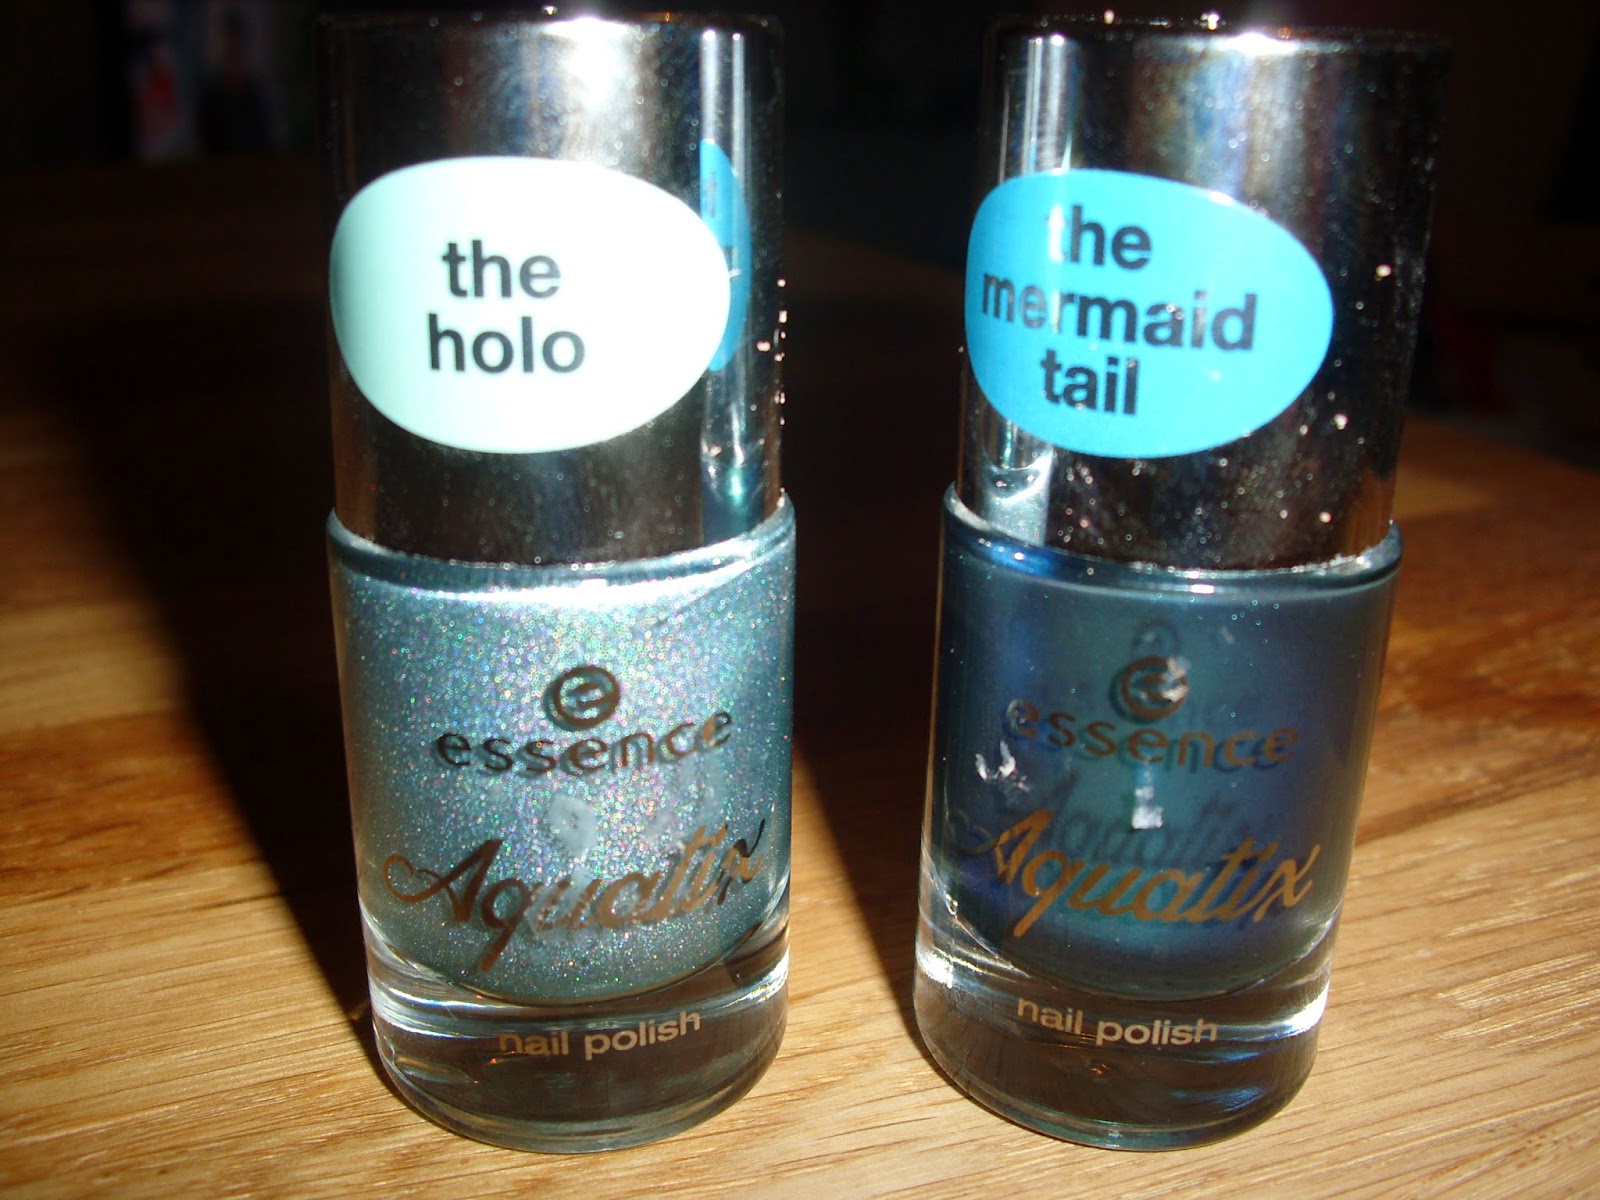 the
holo
essence
Aquatix
nail polish
the
mermaid
tail
essence
Aquatix
nail polish